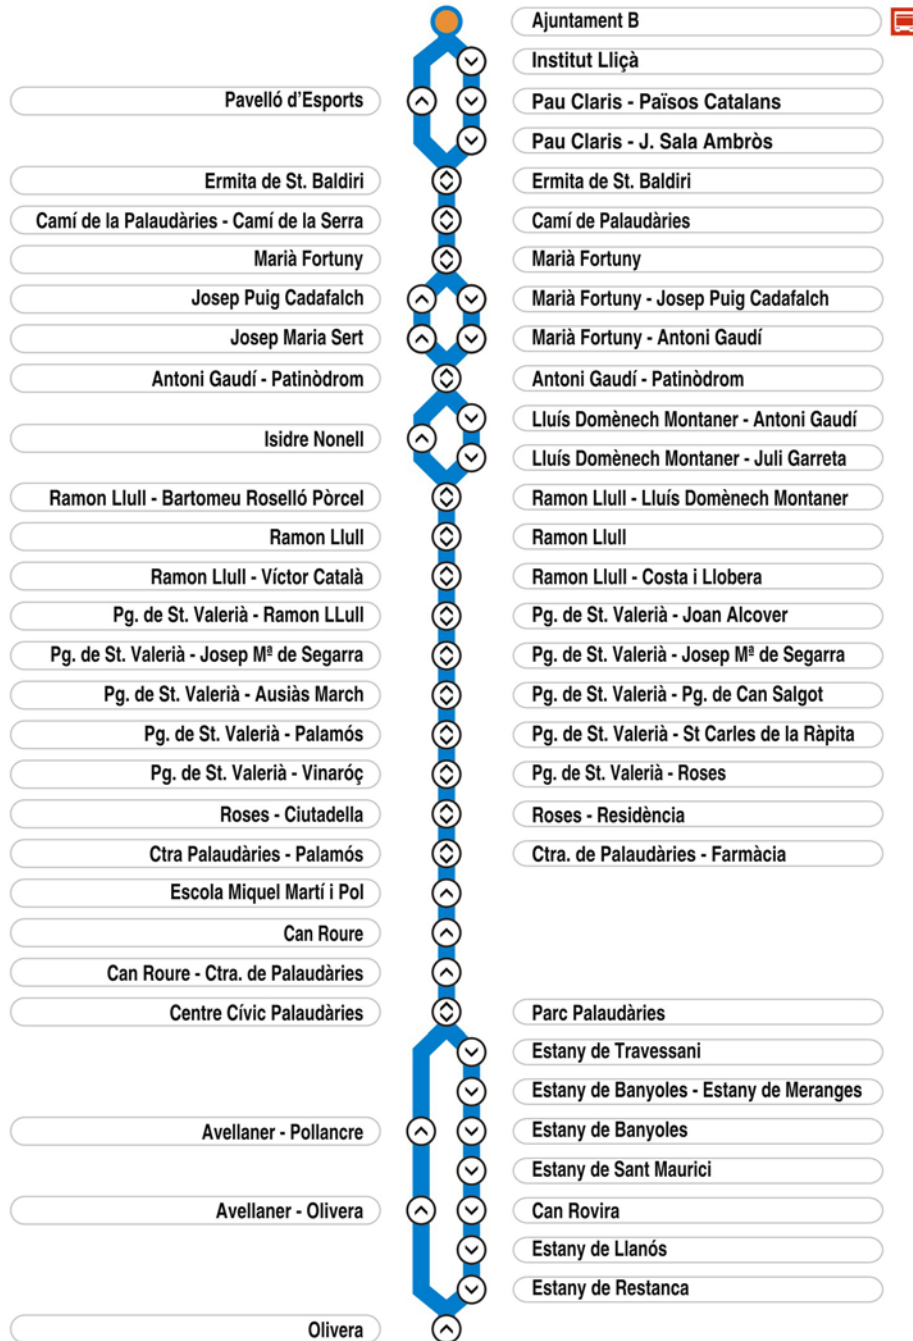 Ajuntament B
Institut Lliçà
Pavelló d'Esports
Pau Claris - Països Catalans
Pau Claris - J. Sala Ambròs
Ermita de St. Baldiri
Ermita de St. Baldiri
Camí de la Palaudàries - Camí de la Serra
Camí de Palaudàries
Marià Fortuny
Marià Fortuny
Josep Puig Cadafalch
Marià Fortuny - Josep Puig Cadafalch
Josep Maria Sert
Marià Fortuny - Antoni Gaudí
Antoni Gaudí - Patinòdrom
Antoni Gaudí - Patinòdrom
Lluís Domènech Montaner - Antoni Gaudí
Isidre Nonell
Lluís Domènech Montaner - Juli Garreta
Ramon Llull - Bartomeu Roselló Pòrcel
Ramon Llull - Lluís Domènech Montaner
Ramon Llull
Ramon Llull
Ramon Llull - Víctor Català
Ramon Llull - Costa i Llobera
Pg. de St. Valerià - Ramon LLull
Pg. de St. Valerià - Joan Alcover
Pg. de St. Valerià - Josep Mª de Segarra
Pg. de St. Valerià - Josep Mª de Segarra
Pg. de St. Valerià - Ausiàs March
Pg. de St. Valerià - Pg. de Can Salgot
Pg. de St. Valerià - Palamós
Pg. de St. Valerià - St Carles de la Ràpita
Pg. de St. Valerià - Vinaróç
Pg. de St. Valerià - Roses
Roses - Ciutadella
Roses - Residència
Ctra Palaudàries - Palamós
Ctra. de Palaudàries - Farmàcia
Escola Miquel Martí i Pol
Can Roure
Can Roure - Ctra. de Palaudàries
Centre Cívic Palaudàries
Parc Palaudàries
Estany de Travessani
Estany de Banyoles - Estany de Meranges
Avellaner - Pollancre
Estany de Banyoles
Estany de Sant Maurici
Avellaner - Olivera
Can Rovira
Estany de Llanós
Estany de Restanca
Olivera